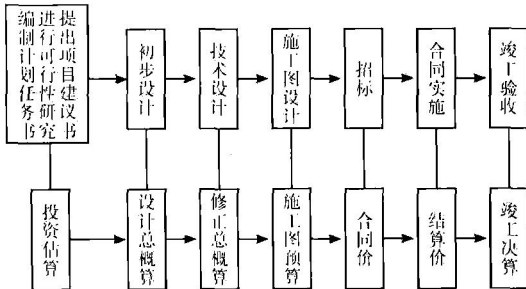 提出项目建议书
进行可行性研究
编制计划任务书
初步设计
技术设计
施工图设计
招标
合同实施
竣工验收
投资估算
设计总概算
修正总概算
施工图预算
合同价
结算价
竣工决算